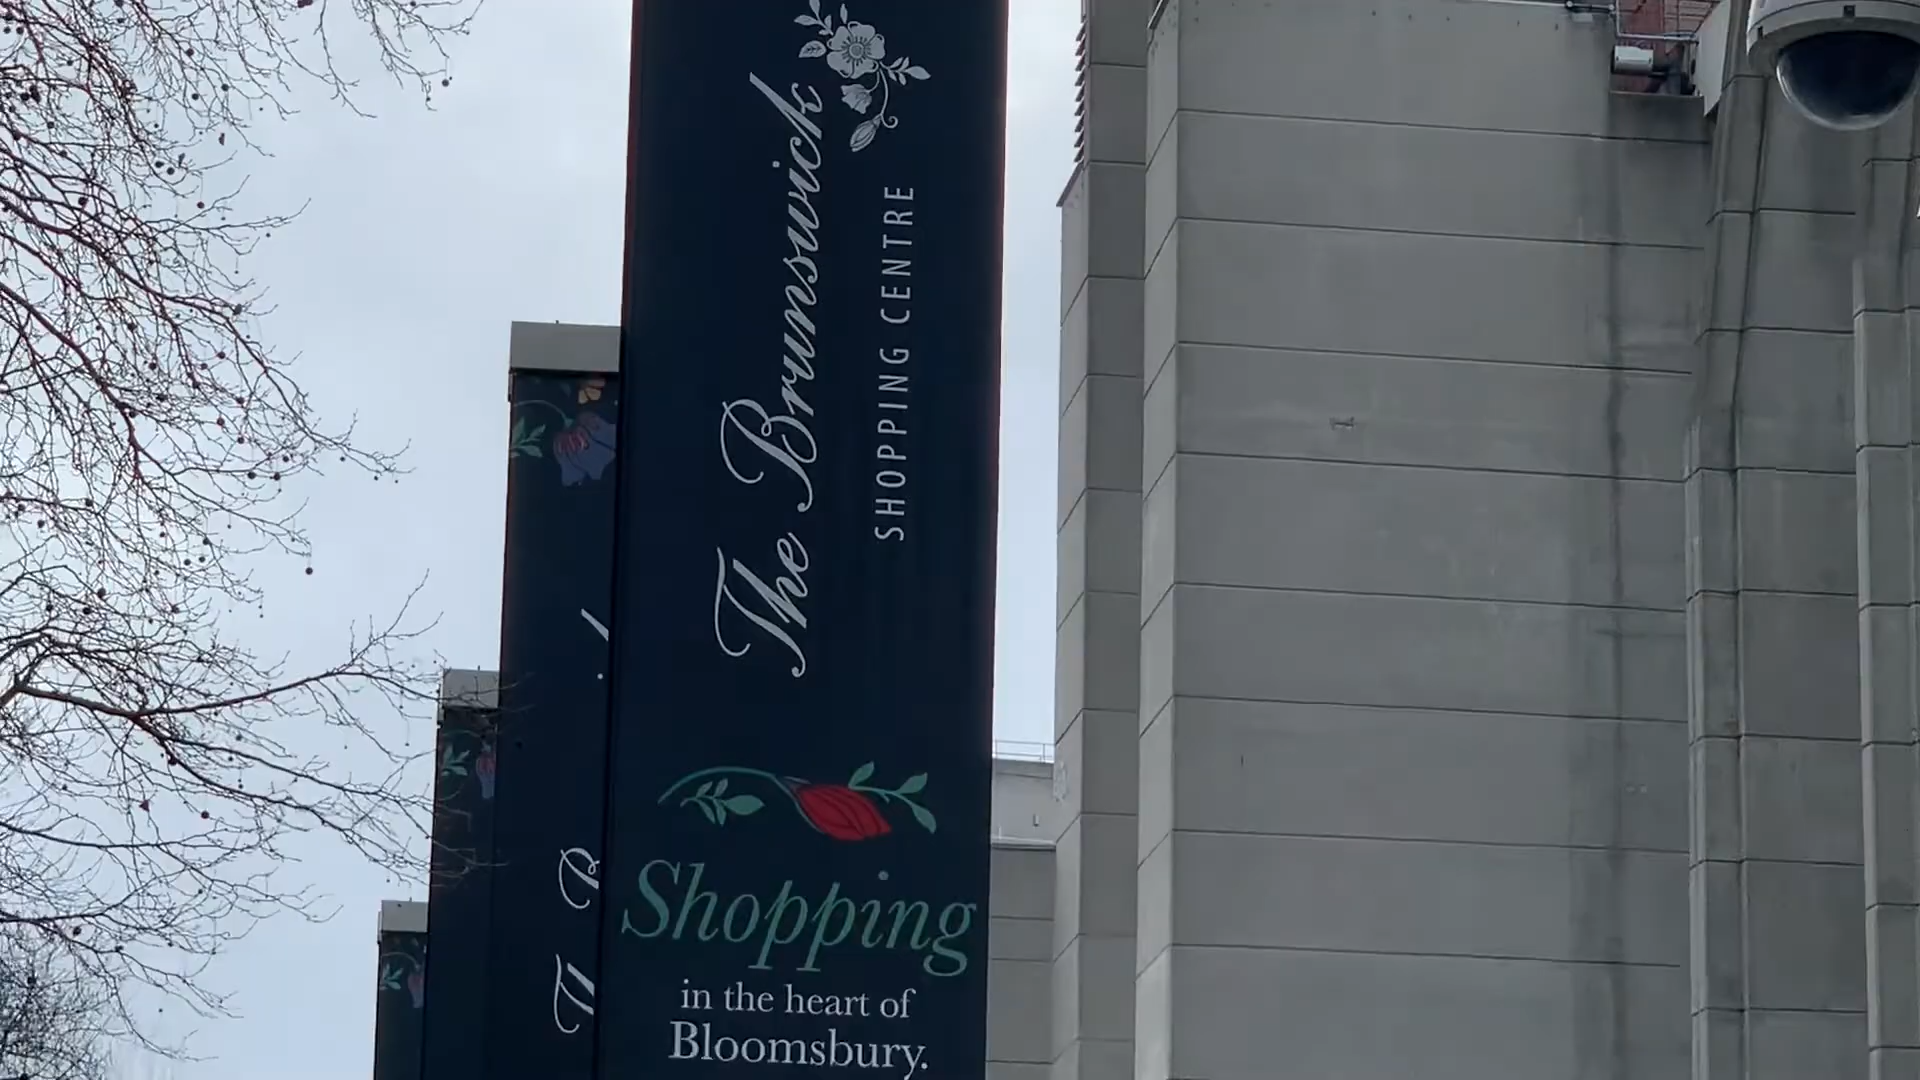 The Brunswick
SHOPPING CENTRE
Shopping
in the heart of
Bloomsbury.